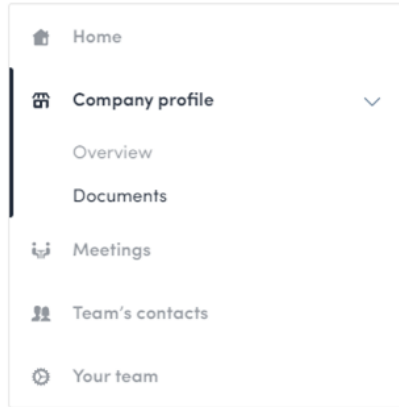 Home
Company profile
Overview
Documents
Meetings
Team's contacts
Your team